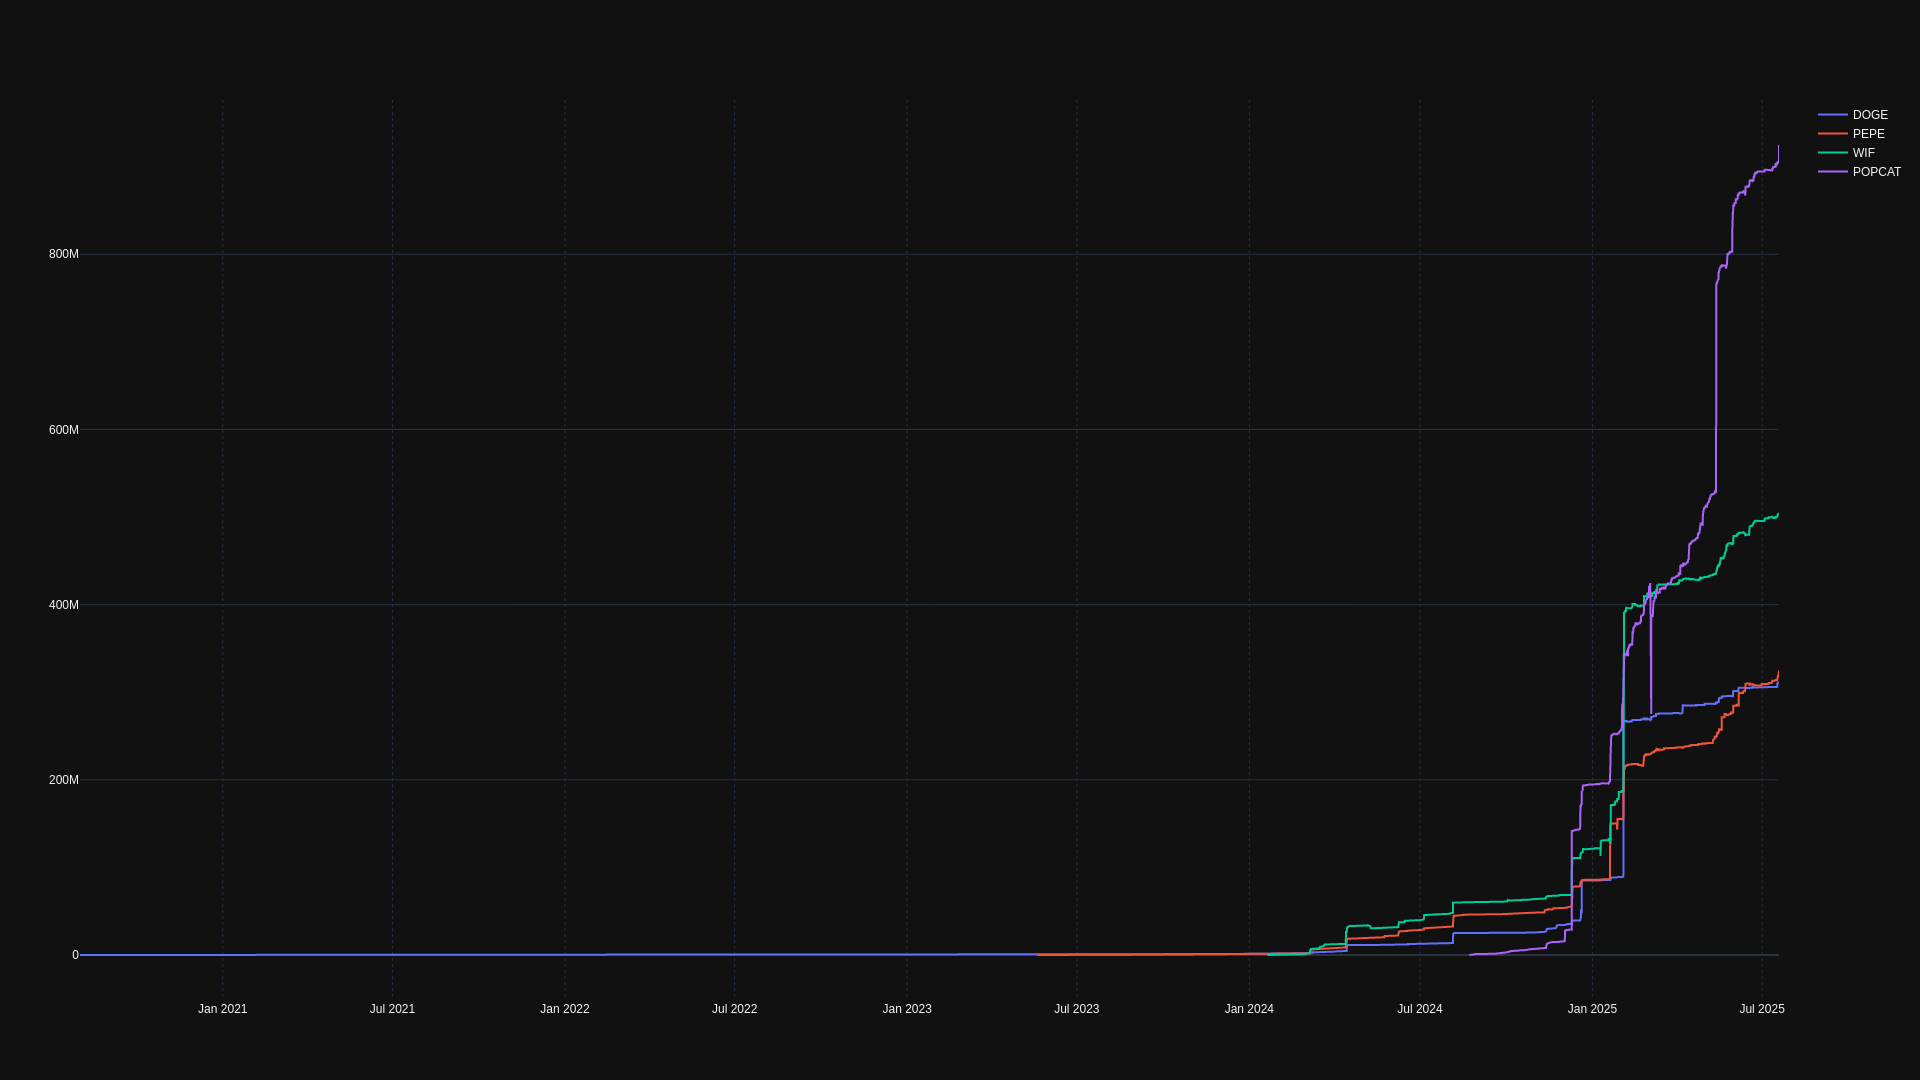 DOGE
PEPE
WIF
POPCAT
800M
600M
400M
200M
0
Jan 2021
Jul 2021
Jan 2022
Jul 2022
Jan 2023
Jul 2023
Jan 2024
Jul 2024
Jan 2025
Jul 2025